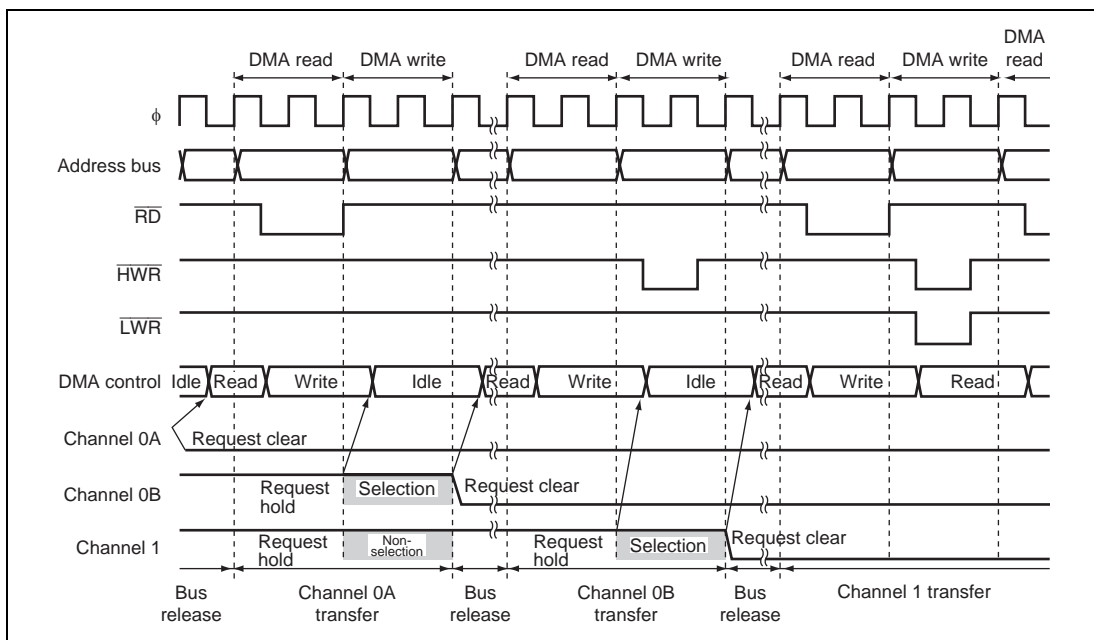 DMA read DMA write DMA read DMA write DMA read DMA write DMA
read
φ
Address bus
RD
HWR
LWR
DMA control Idle Read Write Idle Read Write Idle Read Write Read
Channel 0A Request clear
Channel 0B Request
hold Selection Request clear
Channel 1 Request
hold Non-
selection Request
hold Selection Request clear
Bus
release Channel 0A
transfer Bus
release Channel 0B
transfer Bus
release Channel 1 transfer